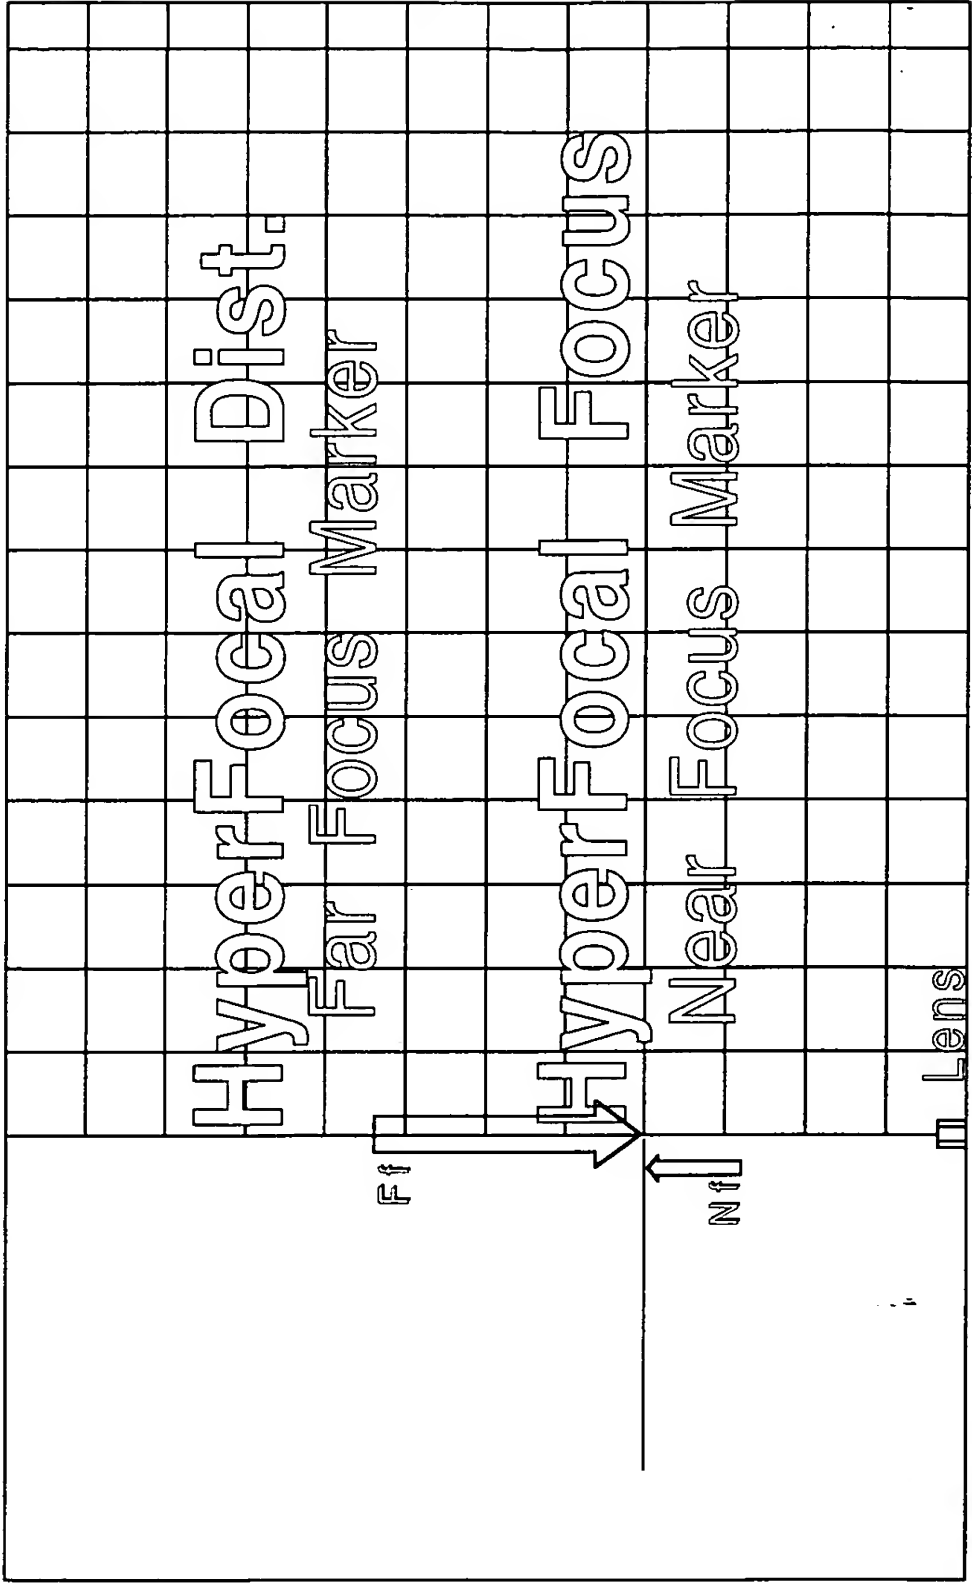 HyperFocal Dist.
Far Focus Marker
Ff
HyperFocal Focus
Near Focus Marker
Nf
Lens